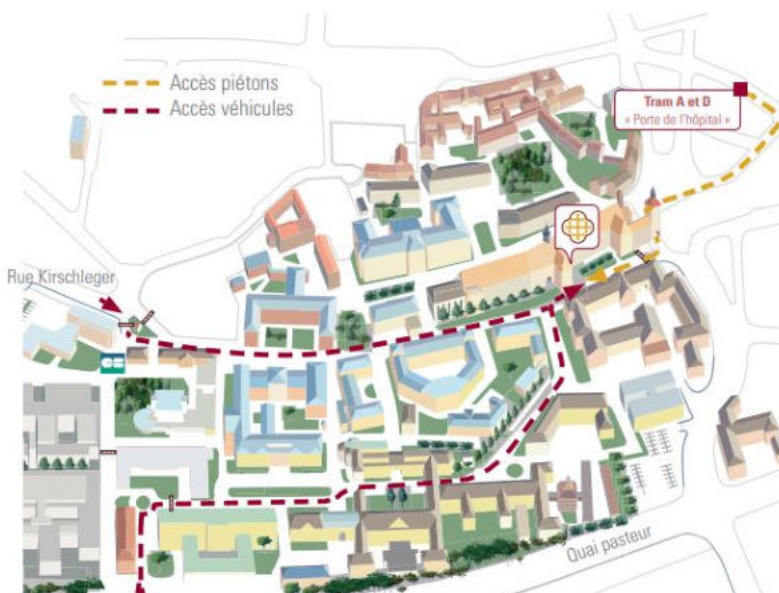 Accès piétons
Accès véhicules
Tram A et D
« Porte de l'hôpital »
Rue Kirschleger
Quai pasteur